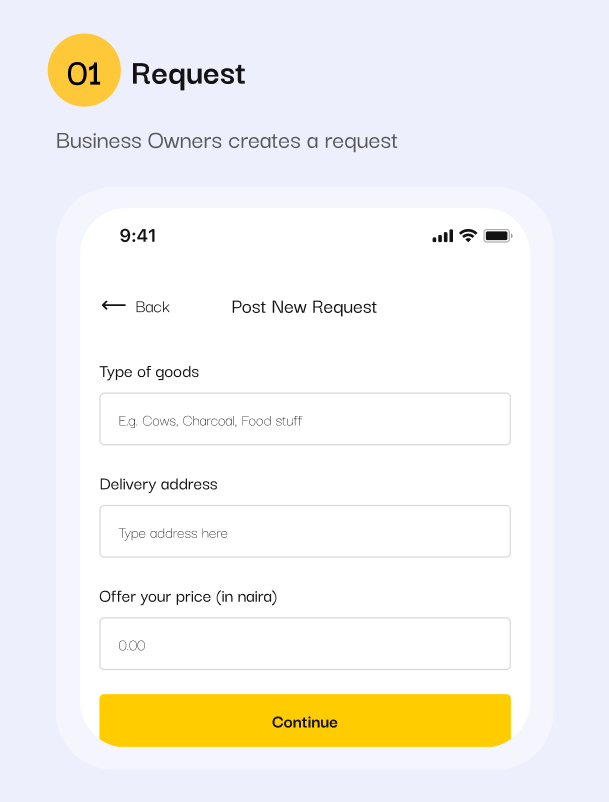 01 Request
Business Owners creates a request
9:41
Back Post New Request
Type of goods
E.g. Cows, Charcoal, Food stuff
Delivery address
Type address here
Offer your price (in naira)
0.00
Continue